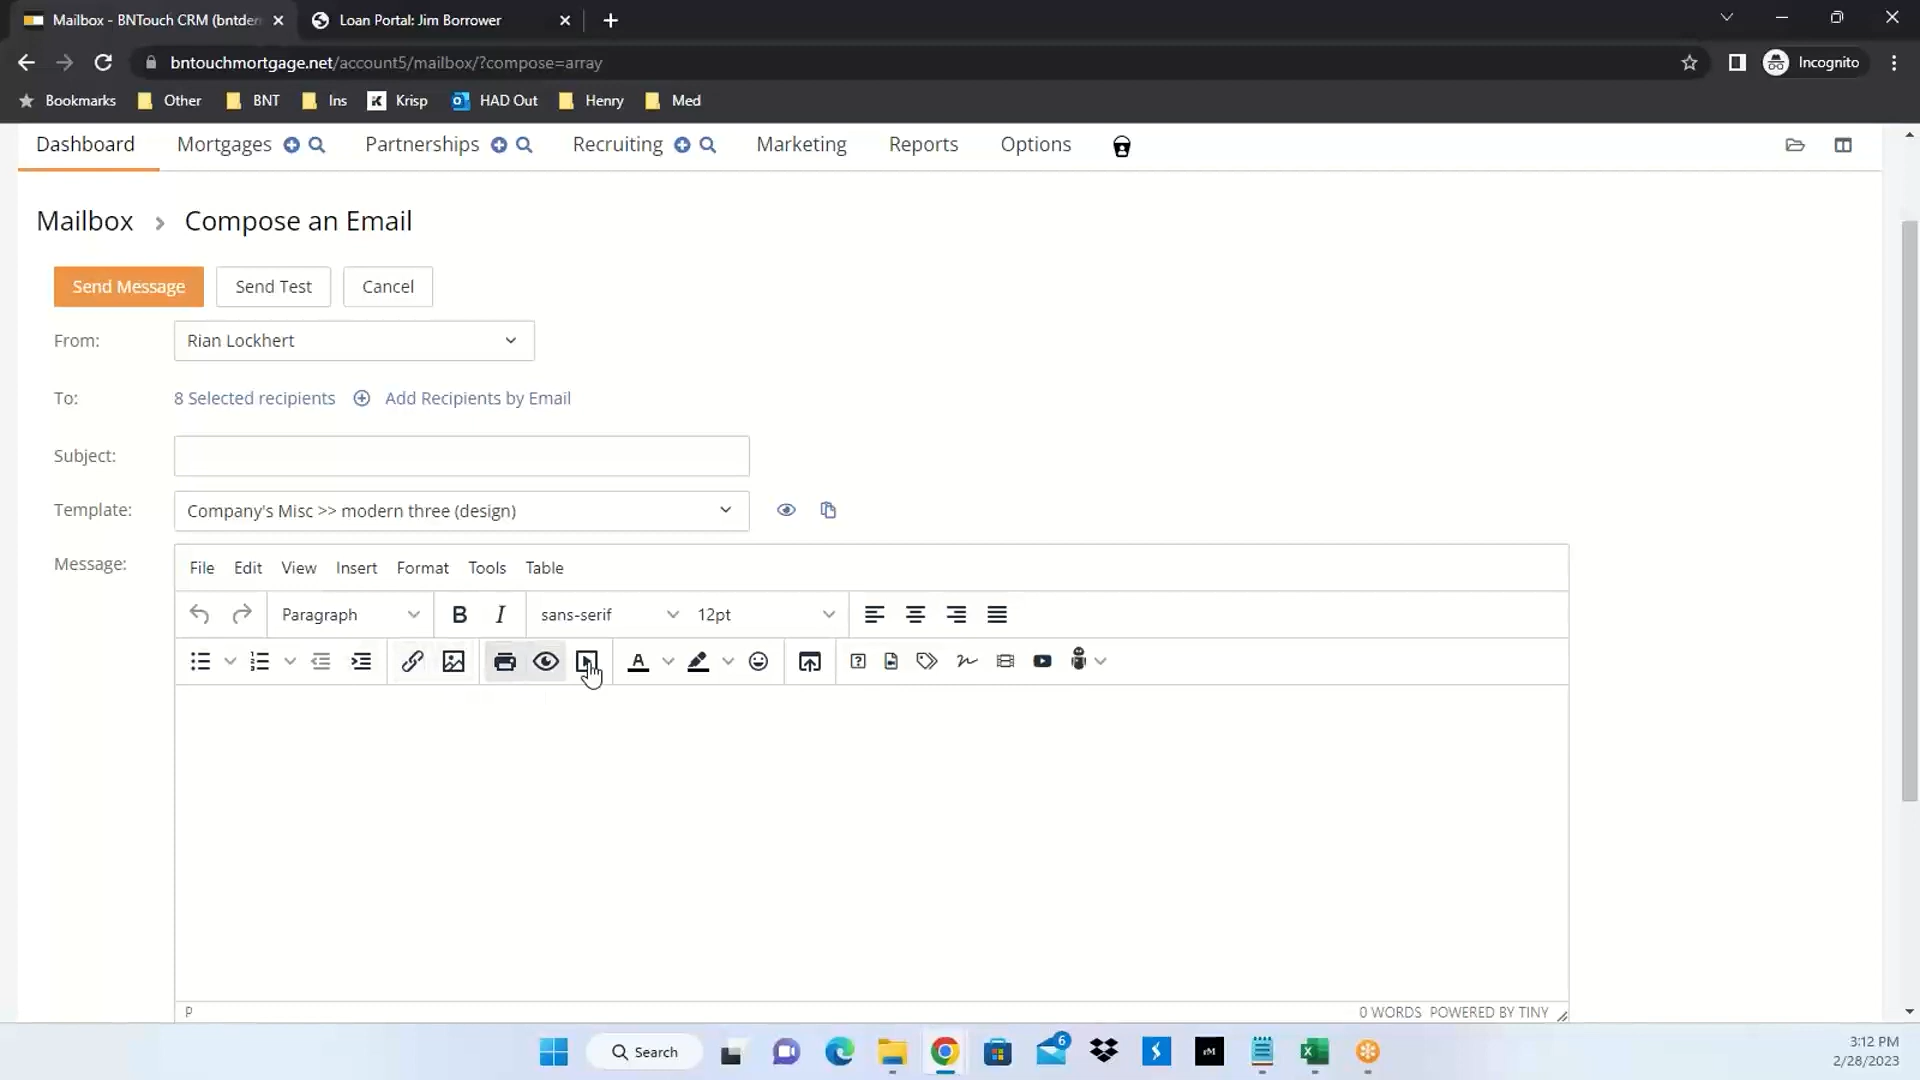 Mailbox - BNTouch CRM (bntder
Loan Portal: Jim Borrower
bntouchmortgage.net/account5/mailbox/?compose=array
Incognito
Bookmarks Other BNT Ins Krisp HAD Out Henry Med
Dashboard Mortgages Partnerships Recruiting Marketing Reports Options
Mailbox > Compose an Email
Send Message Send Test Cancel
From: Rian Lockhert
To: 8 Selected recipients Add Recipients by Email
Subject:
Template: Company's Misc >> modern three (design)
Message: File Edit View Insert Format Tools Table
Paragraph B I sans-serif 12pt
P 0 WORDS POWERED BY TINY
Search 6 rM
3:12 PM
2/28/2023